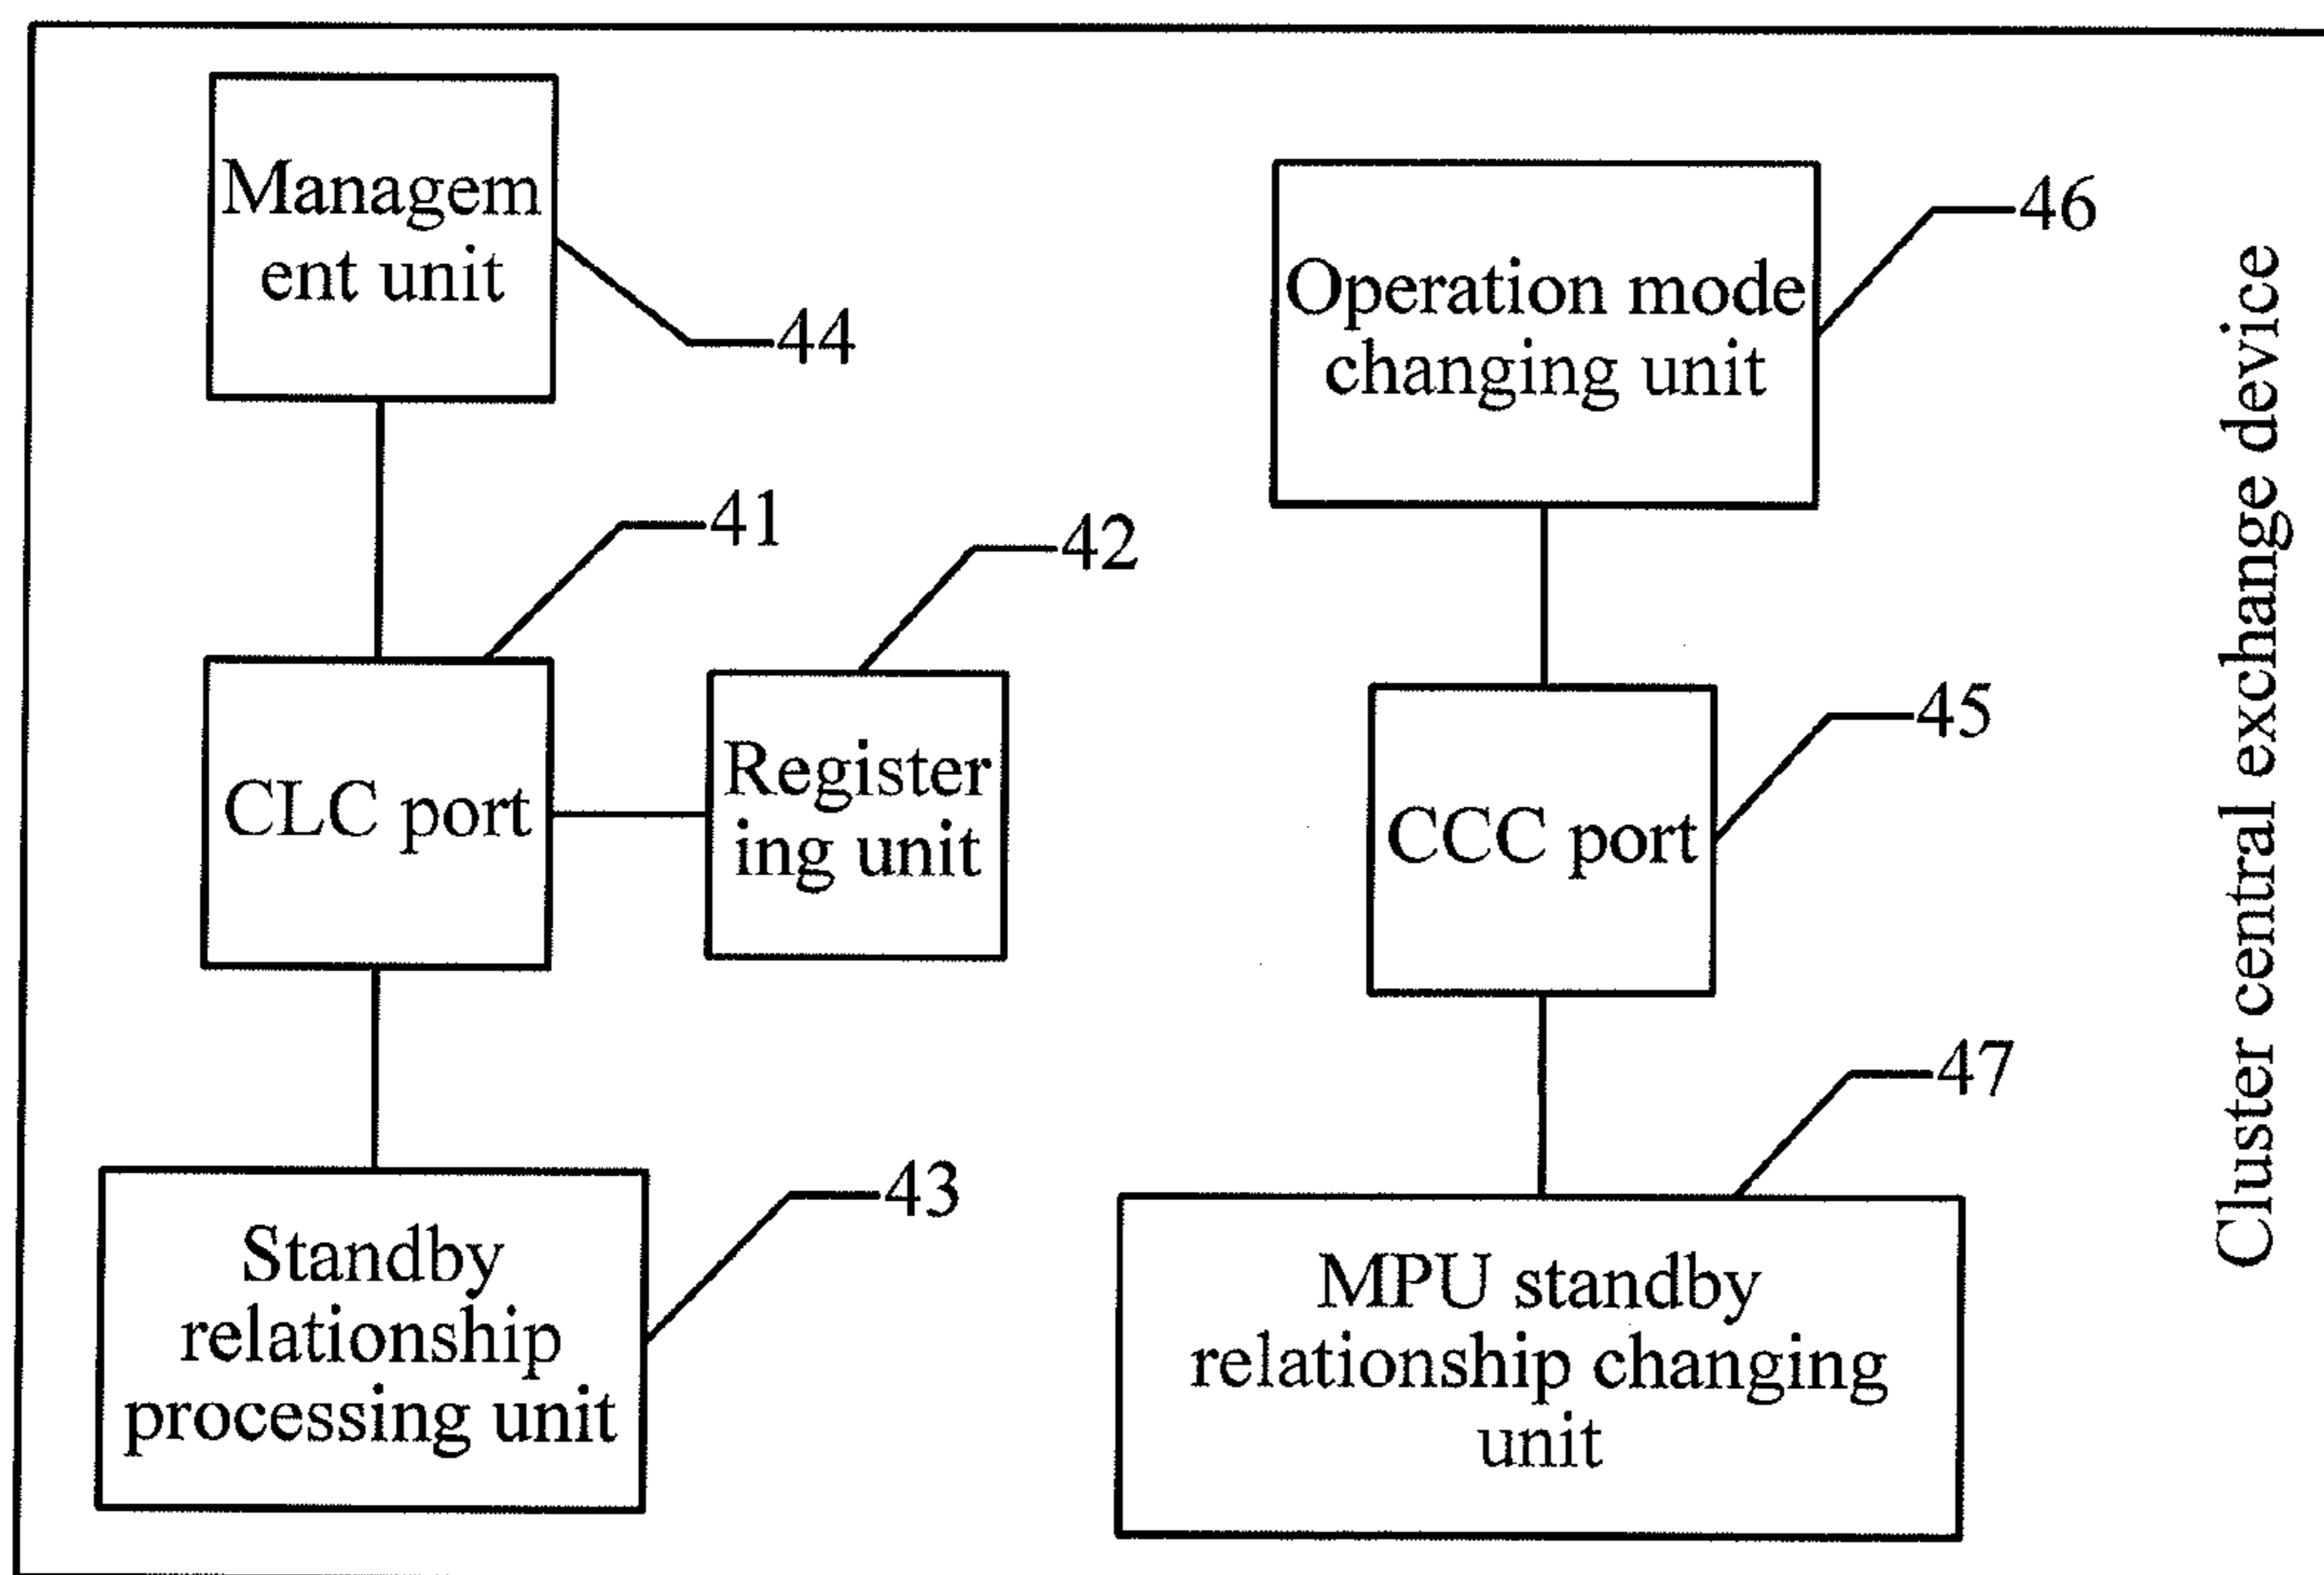 Managem
ent unit
44
Operation mode
changing unit
46
41
42
CLC port
Register
ing unit
CCC port
45
Standby
relationship
processing unit
43
MPU standby
relationship changing
unit
47
Cluster central exchange device